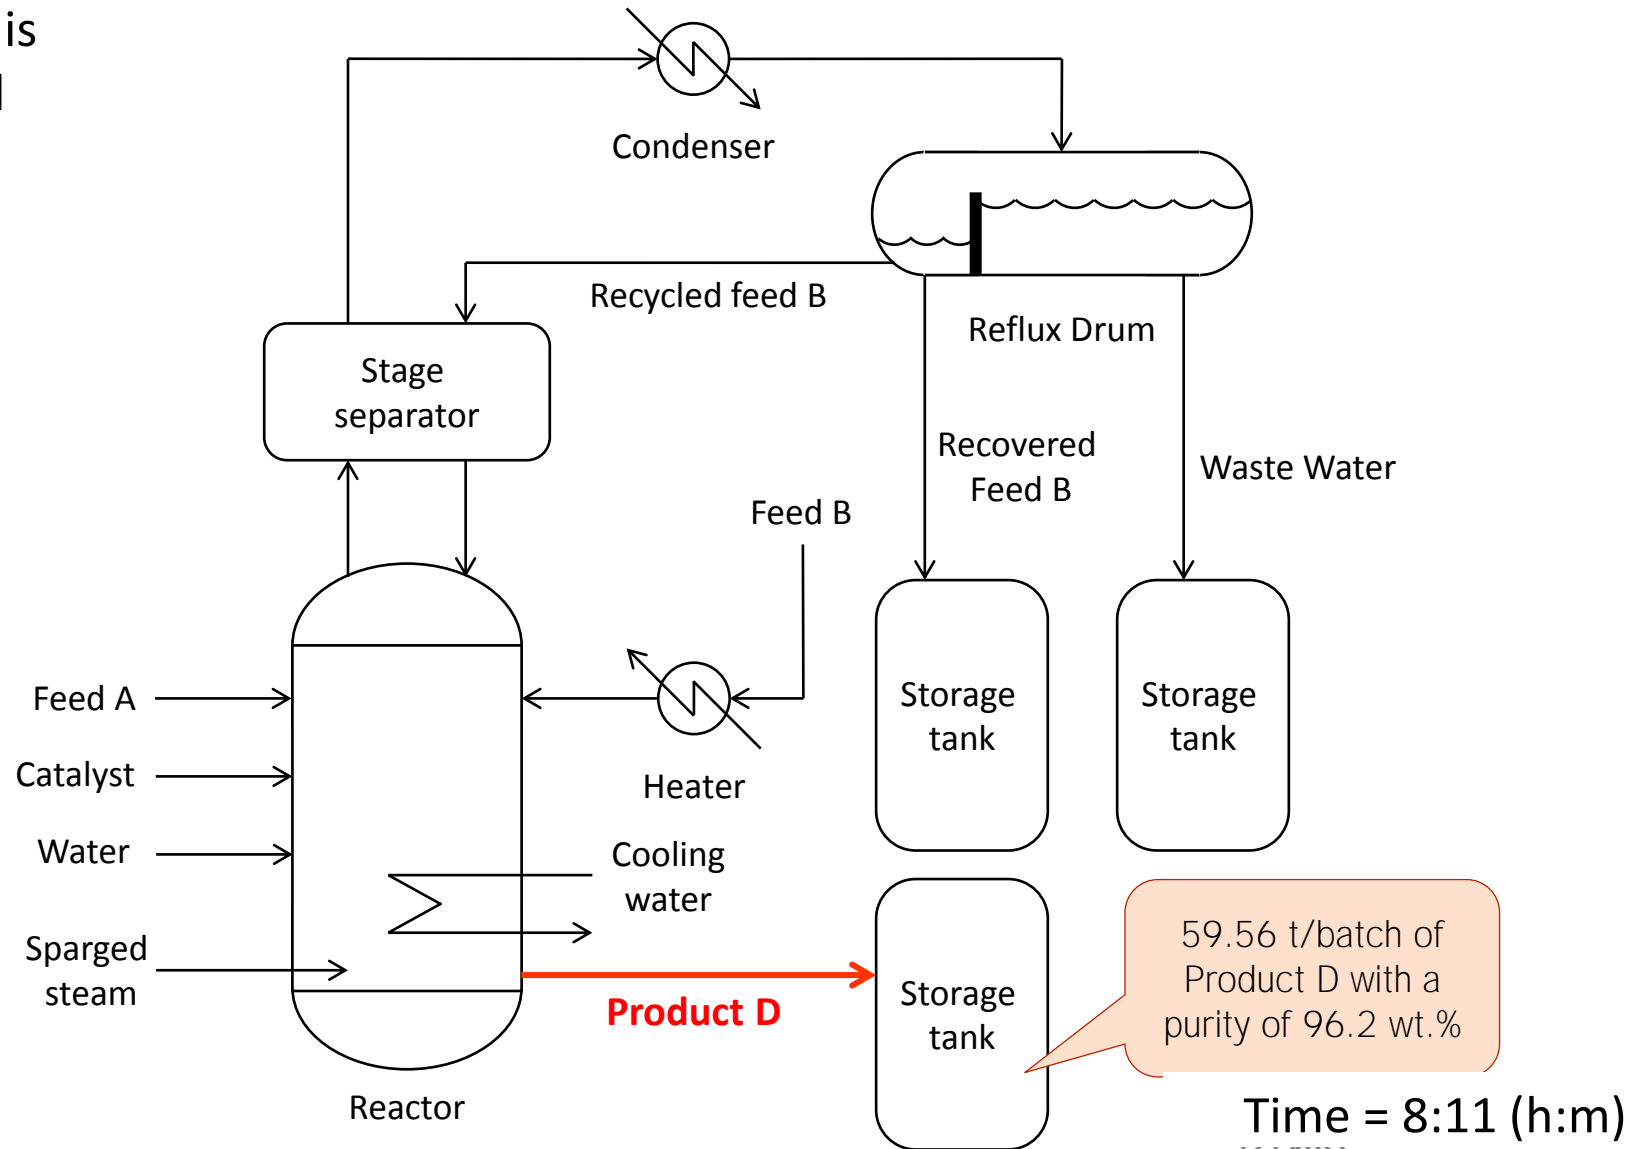 is
Condenser
Recycled feed B
Reflux Drum
Stage
separator
Recovered
Feed B
Waste Water
Feed B
Feed A
Storage
tank
Storage
tank
Catalyst
Heater
Water
Cooling
water
Sparged
steam
Product D
Storage
tank
59.56 t/batch of
Product D with a
purity of 96.2 wt.%
Reactor
Time = 8:11 (h:m)